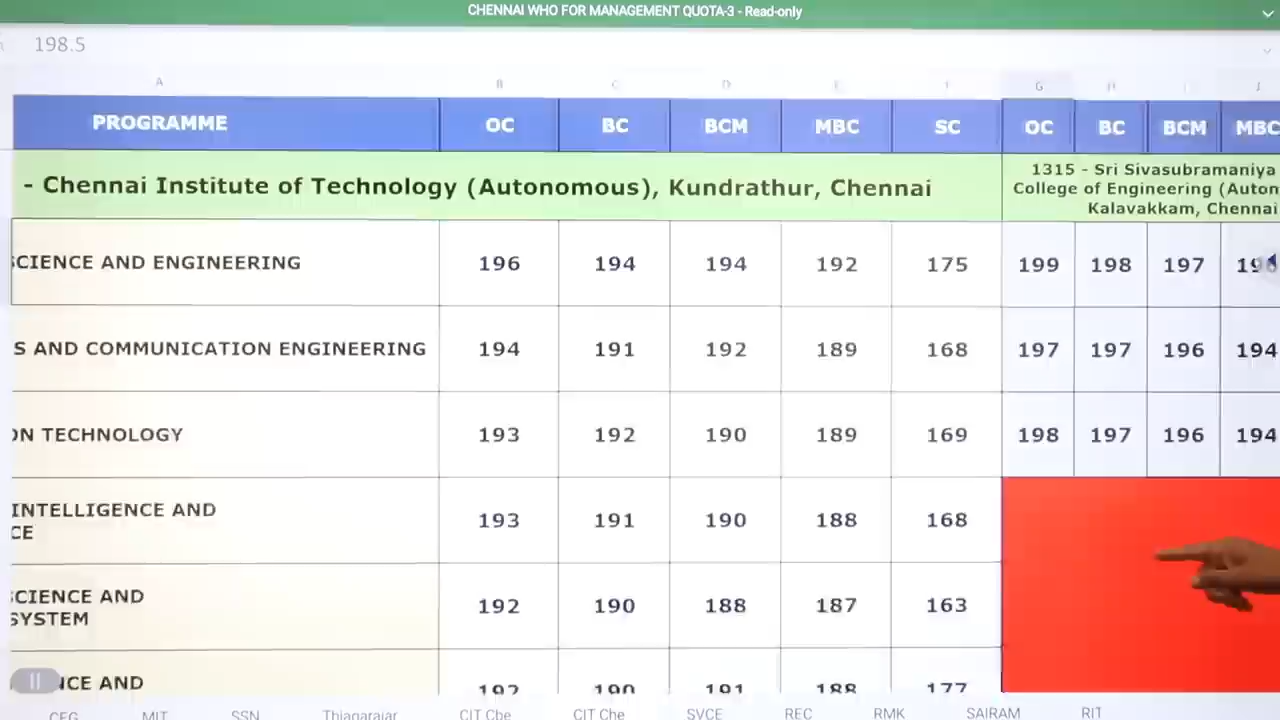 CHENNAI WHO FOR MANAGEMENT QUOTA-3 - Read-only
198.5
A B C D E F G H I J
PROGRAMME OC BC BCM MBC SC OC BC BCM MBC
- Chennai Institute of Technology (Autonomous), Kundrathur, Chennai
1315 - Sri Sivasubramaniya
College of Engineering (Auton
Kalavakkam, Chennai
SCIENCE AND ENGINEERING 196 194 194 192 175 199 198 197
S AND COMMUNICATION ENGINEERING 194 191 192 189 168 197 197 196 194
ON TECHNOLOGY 193 192 190 189 169 198 197 196 194
INTELLIGENCE AND
CE
193 191 190 188 168
SCIENCE AND
SYSTEM
192 190 188 187 163
NCE AND
192 190 191 188 177
CEG MIT SSN Thiagarajar CIT Cbe CIT Che SVCE REC RMK SAIRAM RIT